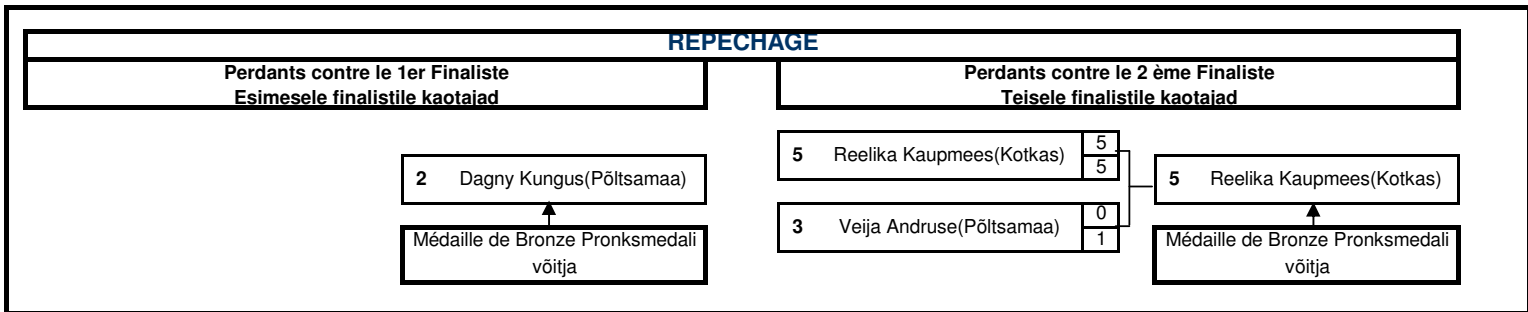 REPECHAGE
Perdants contre le 1er Finaliste
Esimesele finalistile kaotajad
Perdants contre le 2 ème Finaliste
Teisele finalistile kaotajad
2 Dagny Kungus(Põltsamaa)
Médaille de Bronze Pronksmedali
võitja
5 Reelika Kaupmees(Kotkas) 5
5
3 Veija Andruse(Põltsamaa) 0
1
5 Reelika Kaupmees(Kotkas)
Médaille de Bronze Pronksmedali
võitja